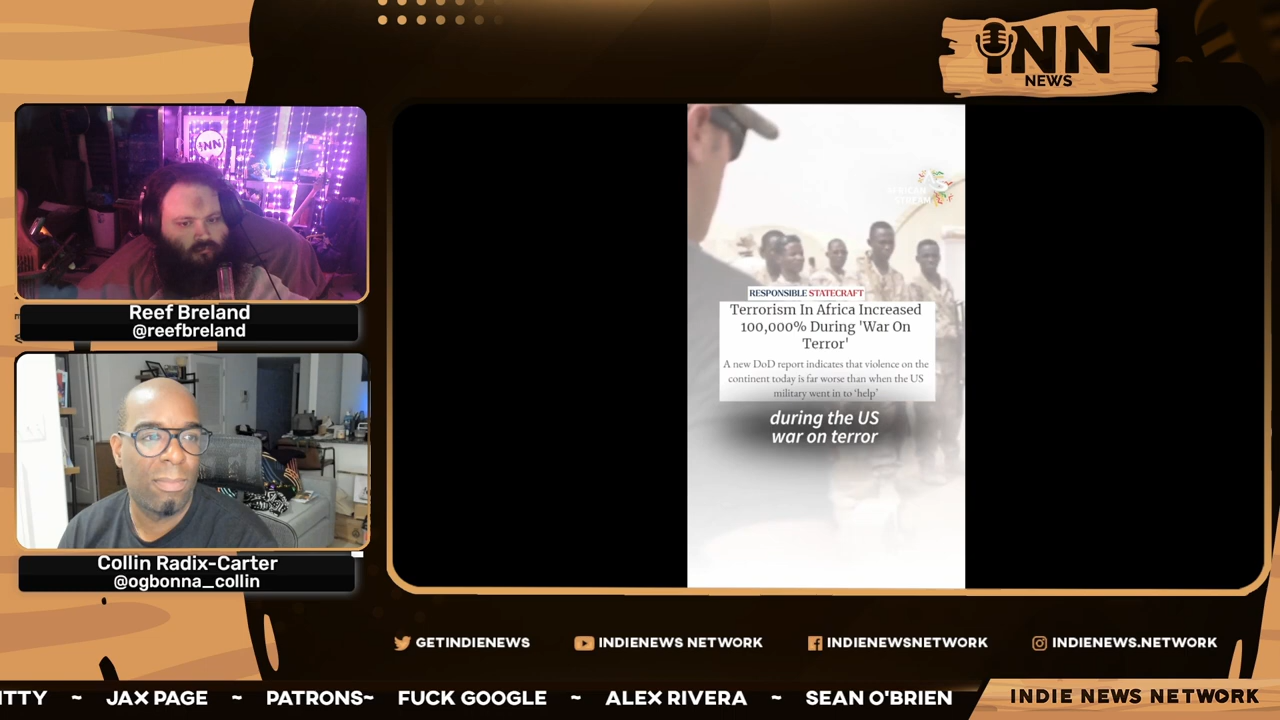 iNN
NEWS
iNN
Reef Breland
@reefbreland
Collin Radix-Carter
@ogbonna_collin
AFRICAN
STREAM
RESPONSIBLE STATECRAFT
Terrorism In Africa Increased
100,000% During 'War On
Terror'
A new DoD report indicates that violence on the
continent today is far worse than when the US
military went in to 'help'
during the US
war on terror
GETINDIENEWS
INDIENEWS NETWORK
INDIENEWSNETWORK
INDIENEWS.NETWORK
ITTY ~ JAX PAGE ~ PATRONS~ FUCK GOOGLE ~ ALEX RIVERA ~ SEAN O'BRIEN
INDIE NEWS NETWORK